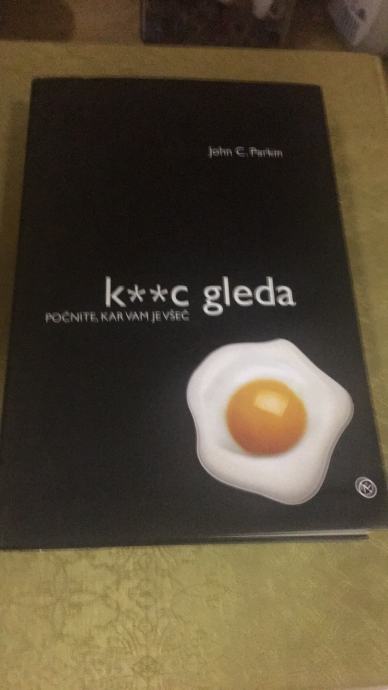 John C. Parkin
k**c gleda
POČNITE, KAR VAM JE VŠEČ